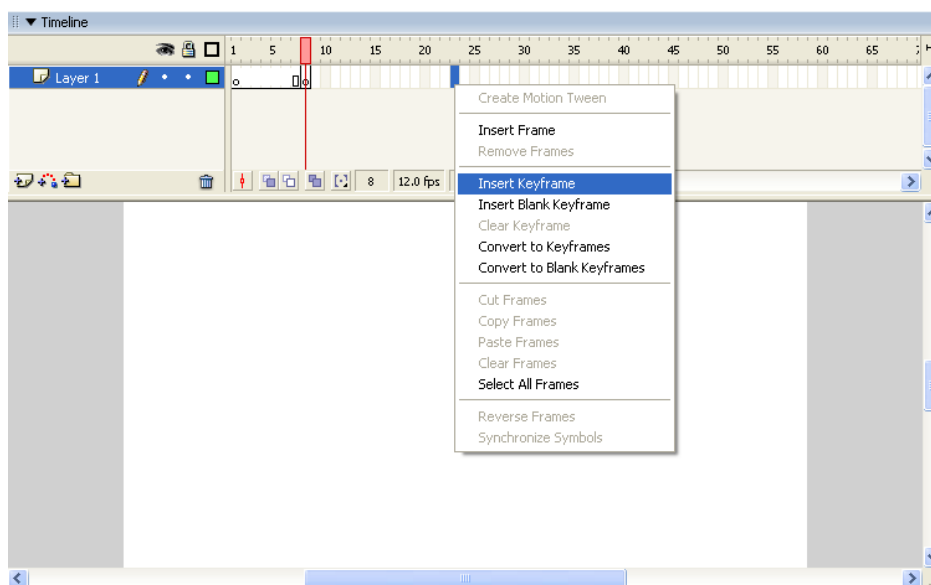 Timeline
1 5 10 15 20 25 30 35 40 45 50 55 60 65
Layer 1
8 12.0 fps
Create Motion Tween
Insert Frame
Remove Frames
Insert Keyframe
Insert Blank Keyframe
Clear Keyframe
Convert to Keyframes
Convert to Blank Keyframes
Cut Frames
Copy Frames
Paste Frames
Clear Frames
Select All Frames
Reverse Frames
Synchronize Symbols